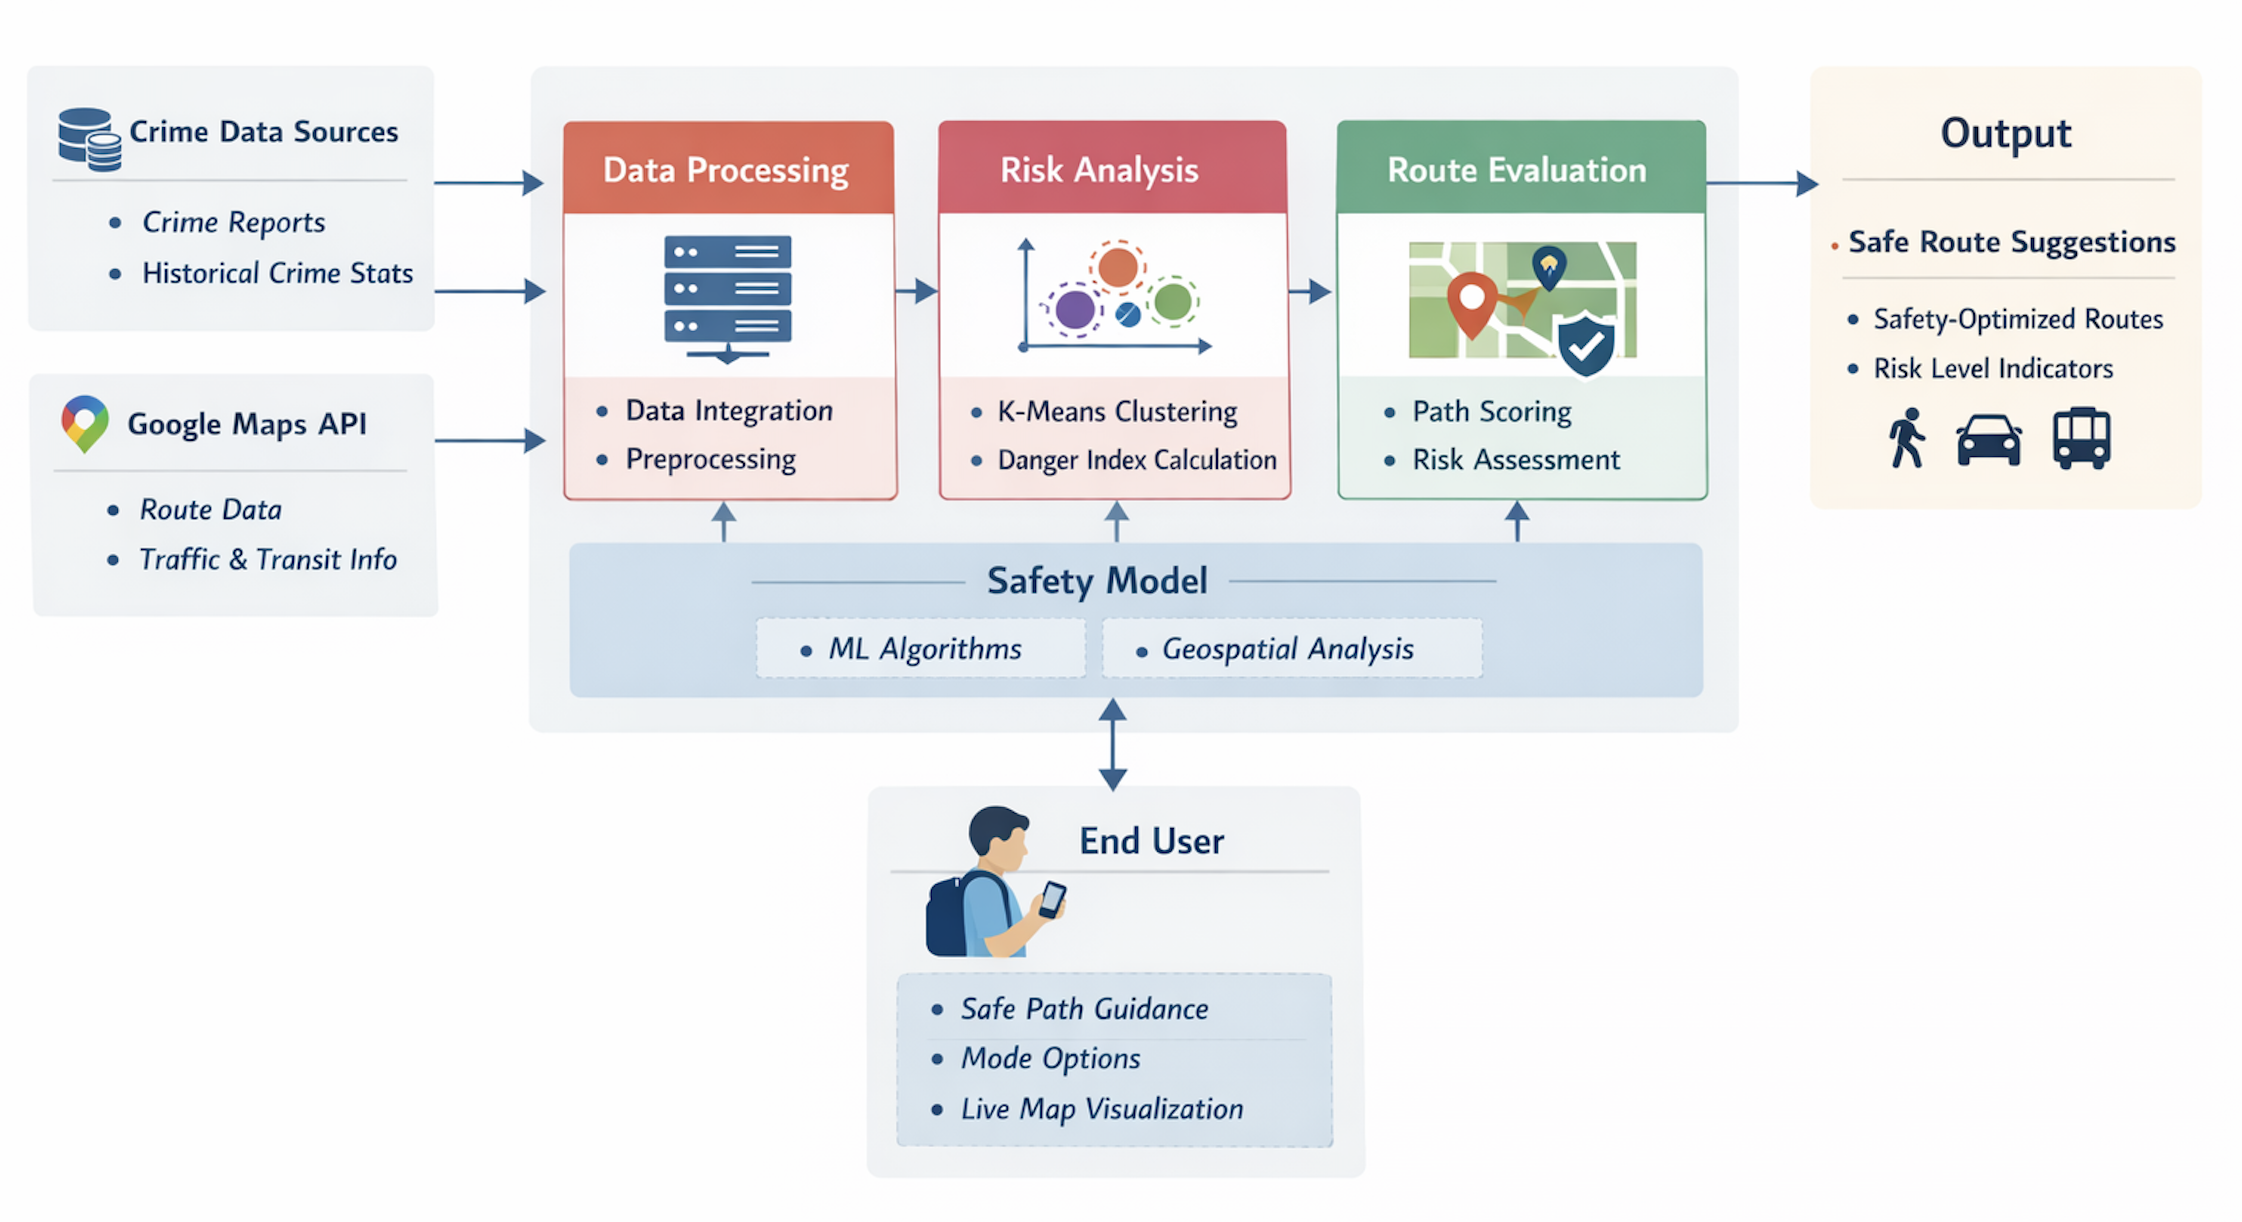 Crime Data Sources
• Crime Reports
• Historical Crime Stats
Google Maps API
• Route Data
• Traffic & Transit Info
Data Processing
• Data Integration
• Preprocessing
Risk Analysis
• K-Means Clustering
• Danger Index Calculation
Route Evaluation
• Path Scoring
• Risk Assessment
Safety Model
• ML Algorithms
• Geospatial Analysis
Output
• Safe Route Suggestions
• Safety-Optimized Routes
• Risk Level Indicators
End User
• Safe Path Guidance
• Mode Options
• Live Map Visualization